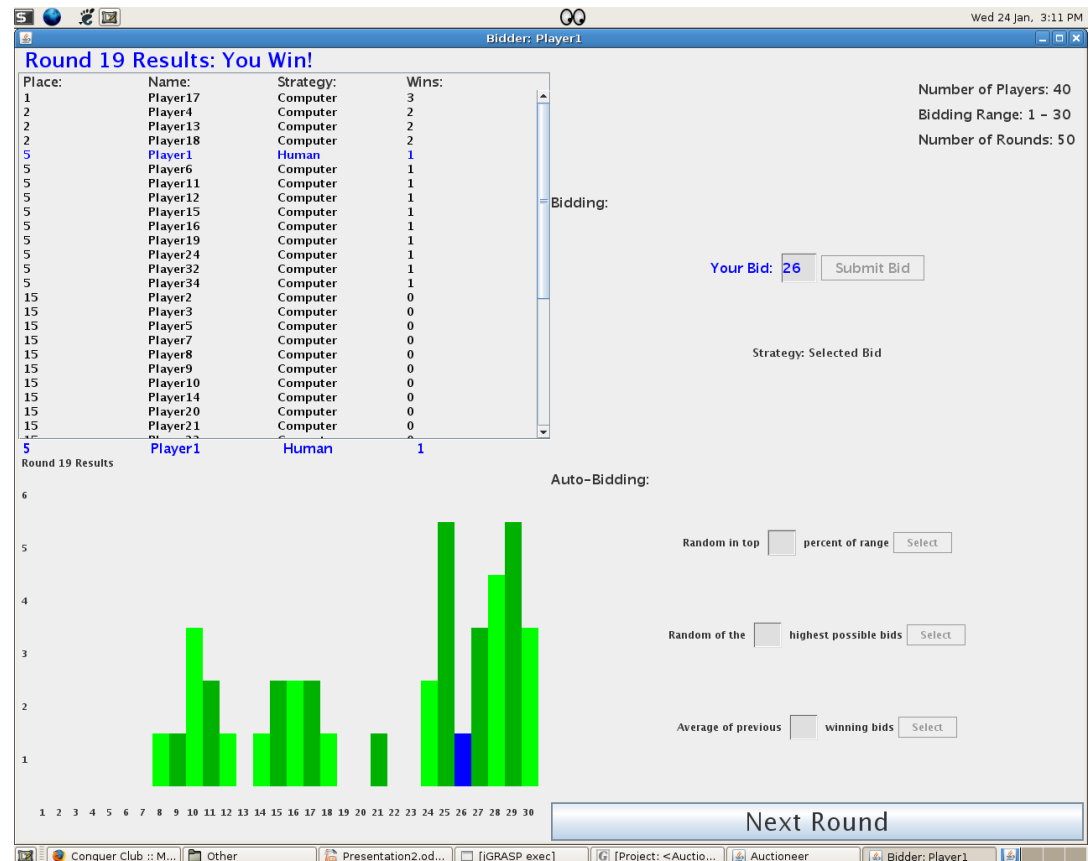 Wed 24 Jan, 3:11 PM
Bidder: Player1
Round 19 Results: You Win!
Place: Name: Strategy: Wins:
1 Player17 Computer 3
2 Player4 Computer 2
2 Player13 Computer 2
2 Player18 Computer 2
5 Player1 Human 1
5 Player6 Computer 1
5 Player11 Computer 1
5 Player12 Computer 1
5 Player15 Computer 1
5 Player16 Computer 1
5 Player19 Computer 1
5 Player24 Computer 1
5 Player32 Computer 1
5 Player34 Computer 1
15 Player2 Computer 0
15 Player3 Computer 0
15 Player5 Computer 0
15 Player7 Computer 0
15 Player8 Computer 0
15 Player9 Computer 0
15 Player10 Computer 0
15 Player14 Computer 0
15 Player20 Computer 0
15 Player21 Computer 0
5 Player1 Human 1
Number of Players: 40
Bidding Range: 1 - 30
Number of Rounds: 50
Bidding:
Your Bid: 26 Submit Bid
Strategy: Selected Bid
Round 19 Results
6
5
4
3
2
1
1 2 3 4 5 6 7 8 9 10 11 12 13 14 15 16 17 18 19 20 21 22 23 24 25 26 27 28 29 30
Auto-Bidding:
Random in top percent of range Select
Random of the highest possible bids Select
Average of previous winning bids Select
Next Round
Conquer Club :: M... Other Presentation2.od... [jGRASP exec] [Project: <Auctio... Auctioneer Bidder: Player1